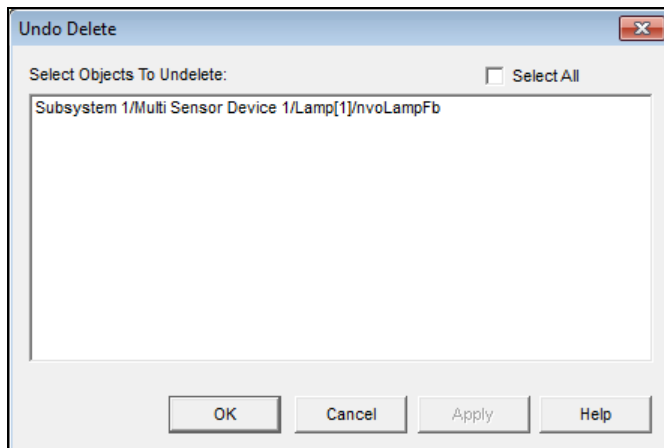 Undo Delete
Select Objects To Undelete:
Select All
Subsystem 1/Multi Sensor Device 1/Lamp[1]/nvoLampFb
OK
Cancel
Apply
Help